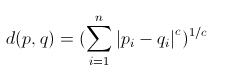 d(p, q) = (∑_{i=1}^{n} |p_i − q_i|^c)^{1/c}